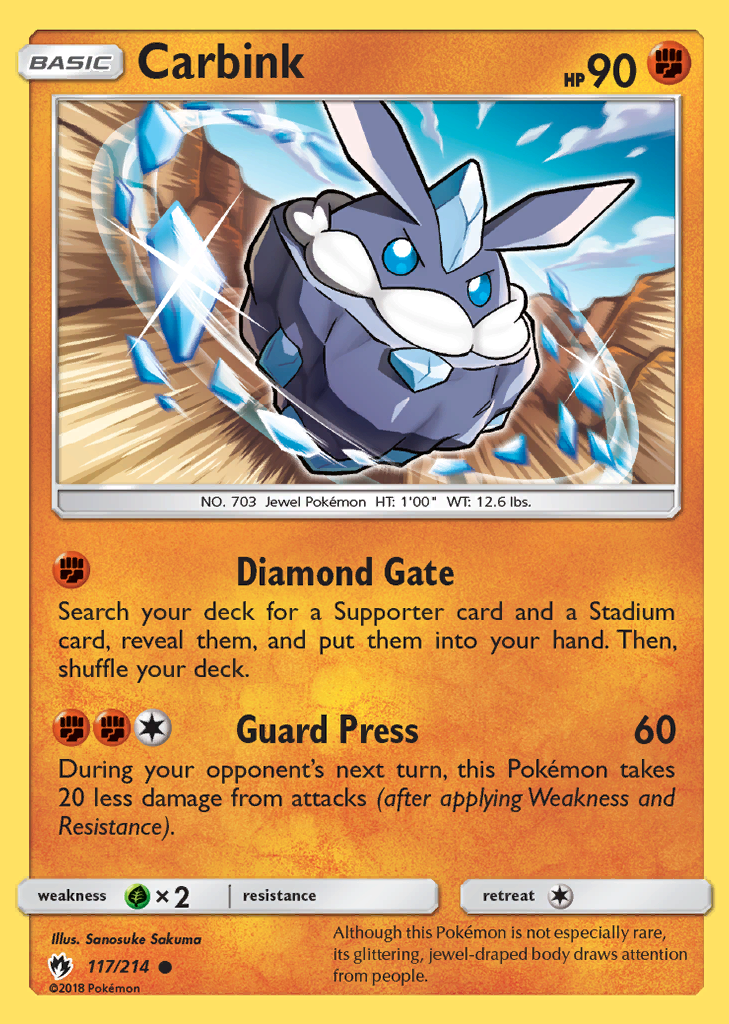 BASIC Carbink HP 90
NO. 703 Jewel Pokémon HT: 1'00" WT: 12.6 lbs.
Diamond Gate
Search your deck for a Supporter card and a Stadium
card, reveal them, and put them into your hand. Then,
shuffle your deck.
Guard Press 60
During your opponent's next turn, this Pokémon takes
20 less damage from attacks (after applying Weakness and
Resistance).
weakness ×2 resistance retreat
Illus. Sanosuke Sakuma
117/214
©2018 Pokémon
Although this Pokémon is not especially rare,
its glittering, jewel-draped body draws attention
from people.